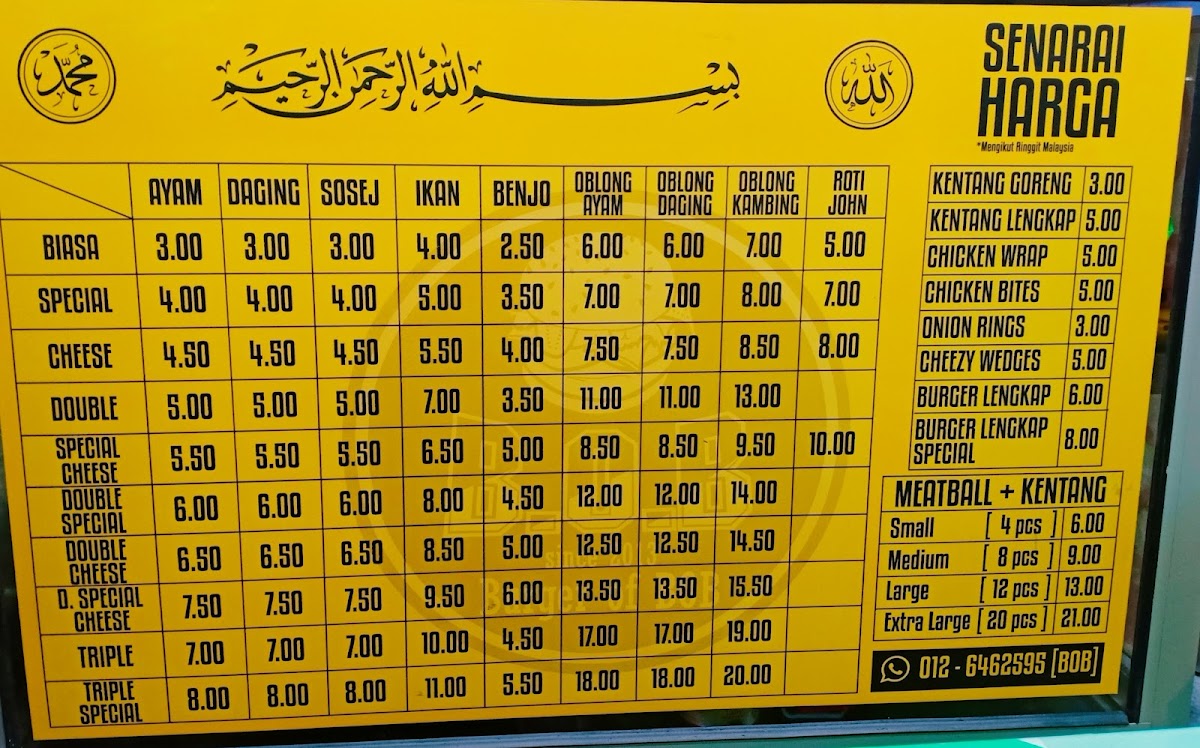 محمد
بِسْمِ اللهِ الرَّحْمٰنِ الرَّحِيْمِ
الله
SENARAI
HARGA
*Mengikut Ringgit Malaysia
AYAM DAGING SOSEJ IKAN BENJO OBLONG AYAM OBLONG DAGING OBLONG KAMBING ROTI JOHN
BIASA 3.00 3.00 3.00 4.00 2.50 6.00 6.00 7.00 5.00
SPECIAL 4.00 4.00 4.00 5.00 3.50 7.00 7.00 8.00 7.00
CHEESE 4.50 4.50 4.50 5.50 4.00 7.50 7.50 8.50 8.00
DOUBLE 5.00 5.00 5.00 7.00 3.50 11.00 11.00 13.00
SPECIAL CHEESE 5.50 5.50 5.50 6.50 5.00 8.50 8.50 9.50 10.00
DOUBLE SPECIAL 6.00 6.00 6.00 8.00 4.50 12.00 12.00 14.00
DOUBLE CHEESE 6.50 6.50 6.50 8.50 5.00 12.50 12.50 14.50
D. SPECIAL CHEESE 7.50 7.50 7.50 9.50 6.00 13.50 13.50 15.50
TRIPLE 7.00 7.00 7.00 10.00 4.50 17.00 17.00 19.00
TRIPLE SPECIAL 8.00 8.00 8.00 11.00 5.50 18.00 18.00 20.00
B.O.B
since 2013
Burger of BOB
KENTANG GORENG 3.00
KENTANG LENGKAP 5.00
CHICKEN WRAP 5.00
CHICKEN BITES 5.00
ONION RINGS 3.00
CHEEZY WEDGES 5.00
BURGER LENGKAP 6.00
BURGER LENGKAP SPECIAL 8.00
MEATBALL + KENTANG
Small [ 4 pcs ] 6.00
Medium [ 8 pcs ] 9.00
Large [ 12 pcs ] 13.00
Extra Large [ 20 pcs ] 21.00
012 - 6462595 [BOB]